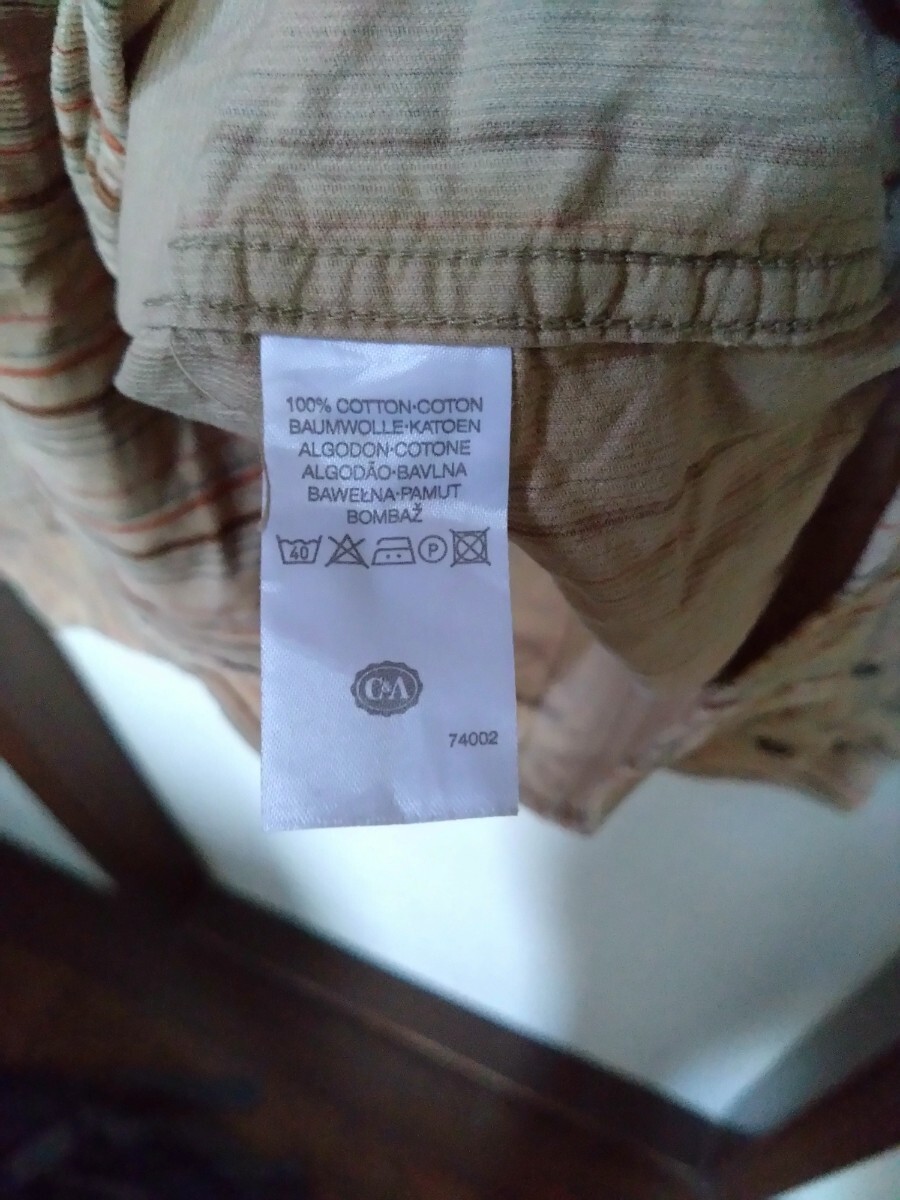 100% COTTON·COTON
BAUMWOLLE·KATOEN
ALGODON·COTONE
ALGODÃO·BAVLNA
BAWEŁNA·PAMUT
BOMBAŽ
40 P
C&A
74002